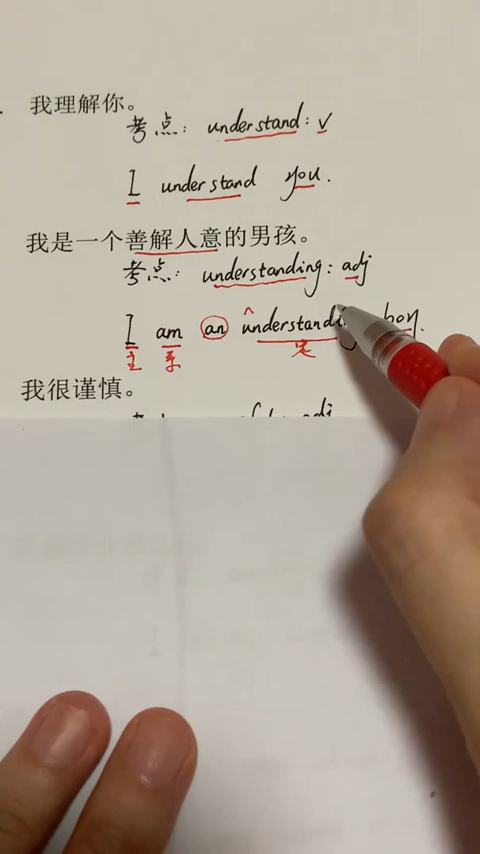 我理解你。
考点: understand: v
I understand you.
我是一个善解人意的男孩。
考点: understanding: adj
I am an boy.
主 系 定
我很谨慎。